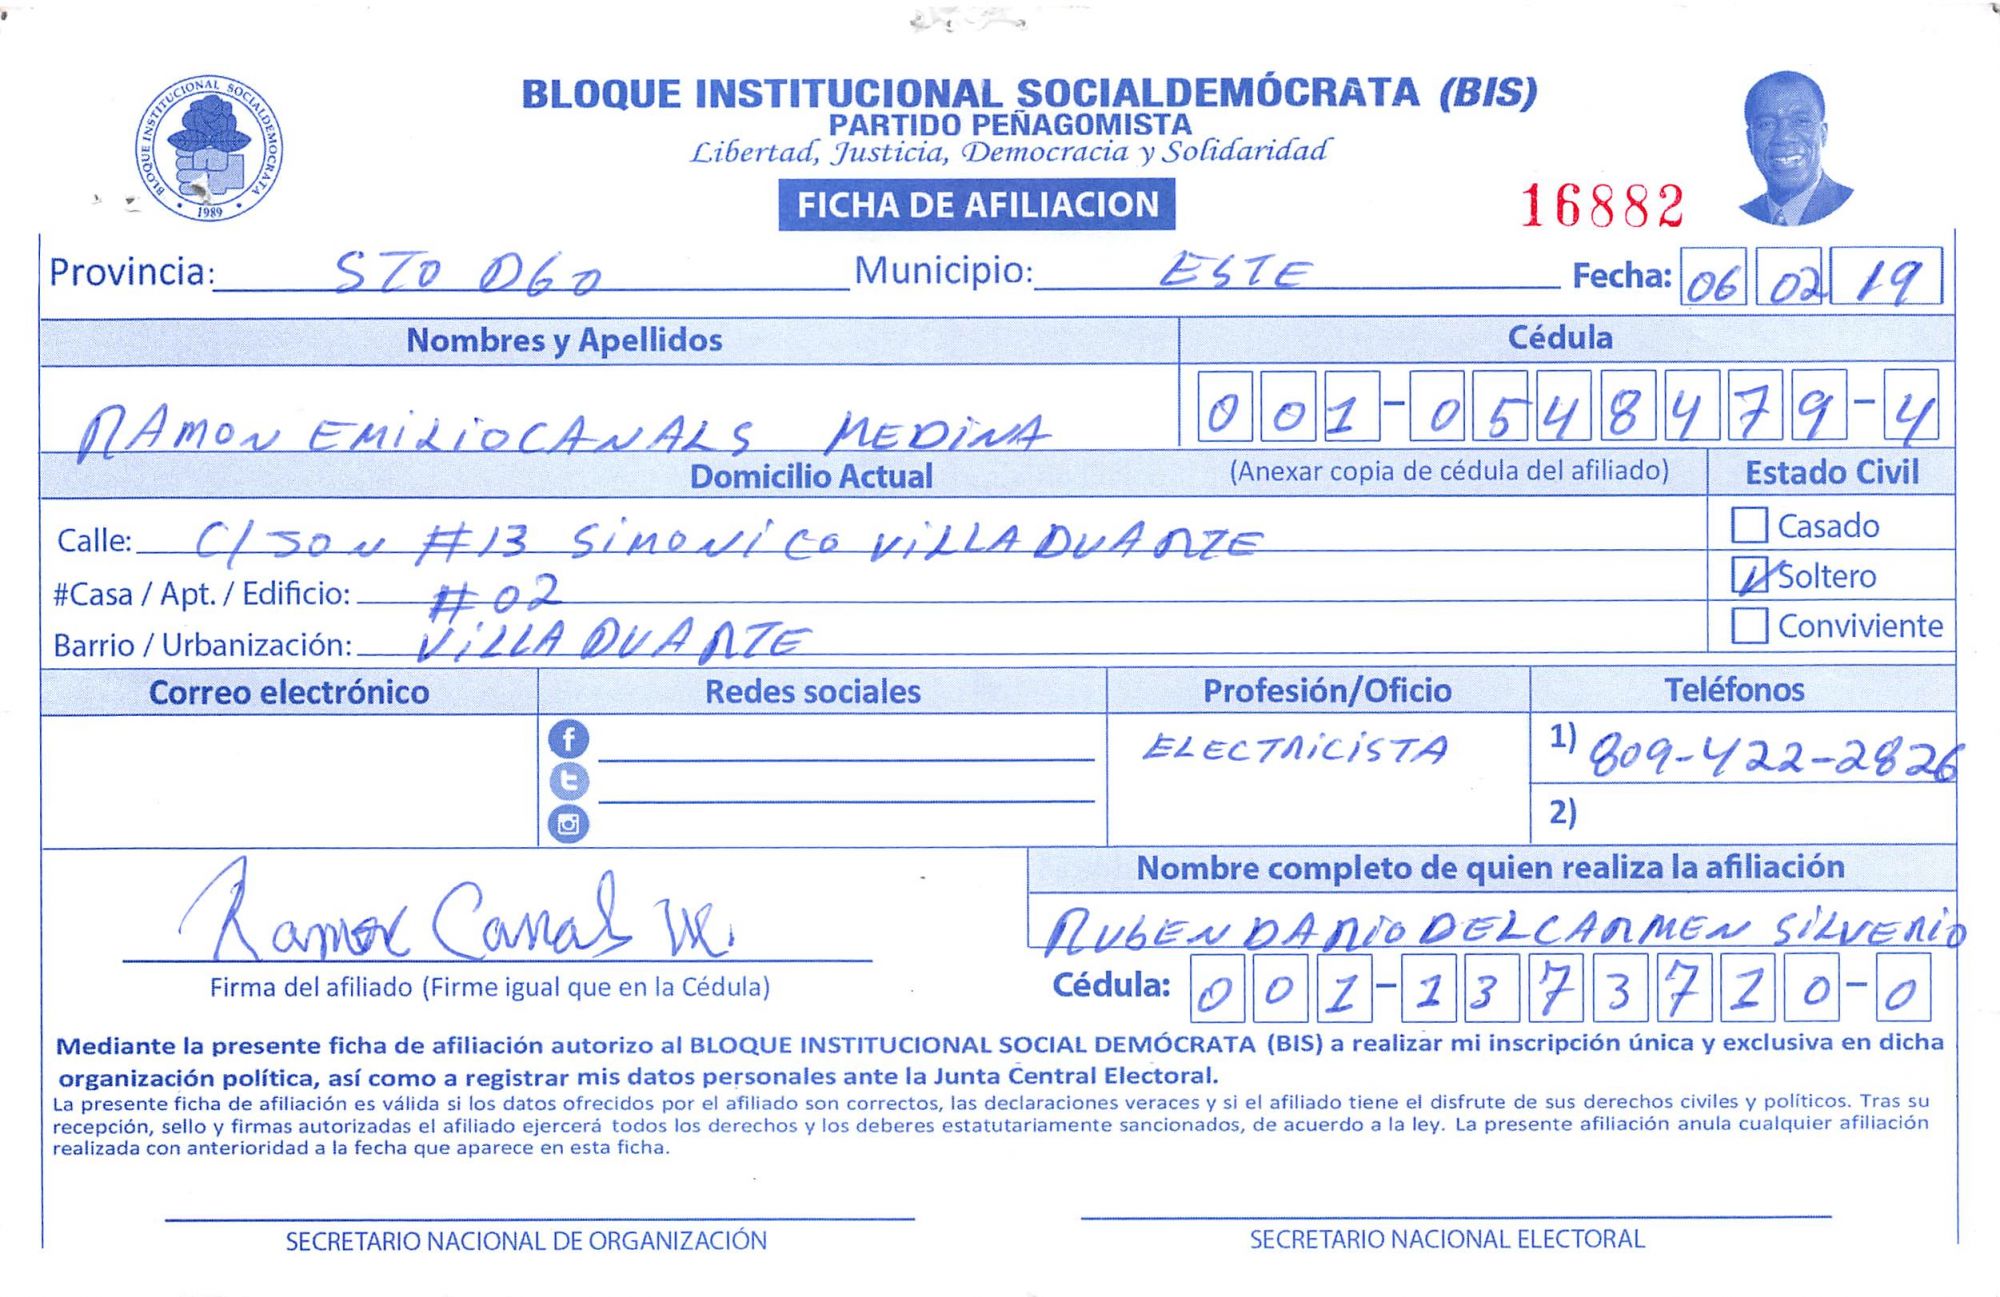 BLOQUE INSTITUCIONAL SOCIALDEMÓCRATA (BIS)
PARTIDO PEÑAGOMISTA
Libertad, Justicia, Democracia y Solidaridad
BLOQUE INSTITUCIONAL SOCIALDEMOCRATA
1989
FICHA DE AFILIACION
16882
Provincia: STO DGO Municipio: ESTE Fecha: 06 02 19
Nombres y Apellidos Cédula
RAMON EMILIO CANALS MEDINA 001-0548479-4
Domicilio Actual (Anexar copia de cédula del afiliado) Estado Civil
Calle: C/ SON #13 SIMONICO VILLA DUARTE Casado
#Casa / Apt. / Edificio: #02 Soltero
Barrio / Urbanización: VILLA DUARTE Conviviente
Correo electrónico Redes sociales Profesión/Oficio Teléfonos
ELECTRICISTA 1) 809-422-2826
2)
Nombre completo de quien realiza la afiliación
Ramon Canals M. RUBEN DARIO DEL CARMEN SILVERIO
Firma del afiliado (Firme igual que en la Cédula) Cédula: 001-1373710-0
Mediante la presente ficha de afiliación autorizo al BLOQUE INSTITUCIONAL SOCIAL DEMÓCRATA (BIS) a realizar mi inscripción única y exclusiva en dicha
organización política, así como a registrar mis datos personales ante la Junta Central Electoral.
La presente ficha de afiliación es válida si los datos ofrecidos por el afiliado son correctos, las declaraciones veraces y si el afiliado tiene el disfrute de sus derechos civiles y políticos. Tras su
recepción, sello y firmas autorizadas el afiliado ejercerá todos los derechos y los deberes estatutariamente sancionados, de acuerdo a la ley. La presente afiliación anula cualquier afiliación
realizada con anterioridad a la fecha que aparece en esta ficha.
SECRETARIO NACIONAL DE ORGANIZACIÓN SECRETARIO NACIONAL ELECTORAL